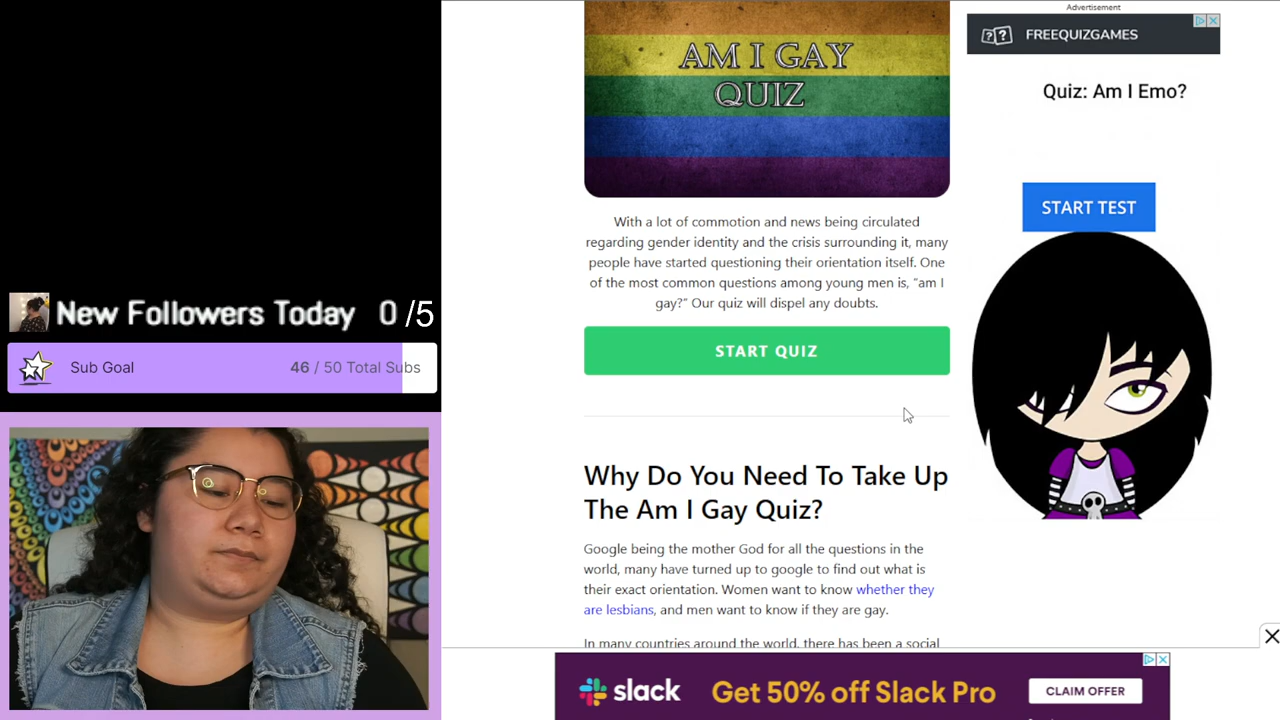 New Followers Today 0 /5
Sub Goal 46 / 50 Total Subs
AM I GAY
QUIZ
With a lot of commotion and news being circulated
regarding gender identity and the crisis surrounding it, many
people have started questioning their orientation itself. One
of the most common questions among young men is, “am I
gay?” Our quiz will dispel any doubts.
START QUIZ
Why Do You Need To Take Up
The Am I Gay Quiz?
Google being the mother God for all the questions in the
world, many have turned up to google to find out what is
their exact orientation. Women want to know whether they
are lesbians, and men want to know if they are gay.
In many countries around the world, there has been a social
Advertisement
FREEQUIZGAMES
Quiz: Am I Emo?
START TEST
slack Get 50% off Slack Pro CLAIM OFFER